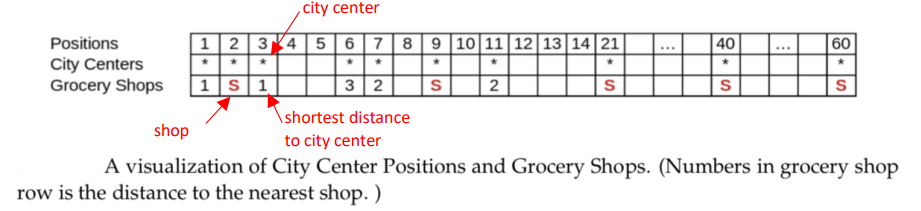 city center
Positions 1 2 3 4 5 6 7 8 9 10 11 12 13 14 21 ... 40 ... 60
City Centers * * * * * * * * * *
Grocery Shops 1 S 1 3 2 S 2 S S S
shop
shortest distance
to city center
A visualization of City Center Positions and Grocery Shops. (Numbers in grocery shop
row is the distance to the nearest shop. )